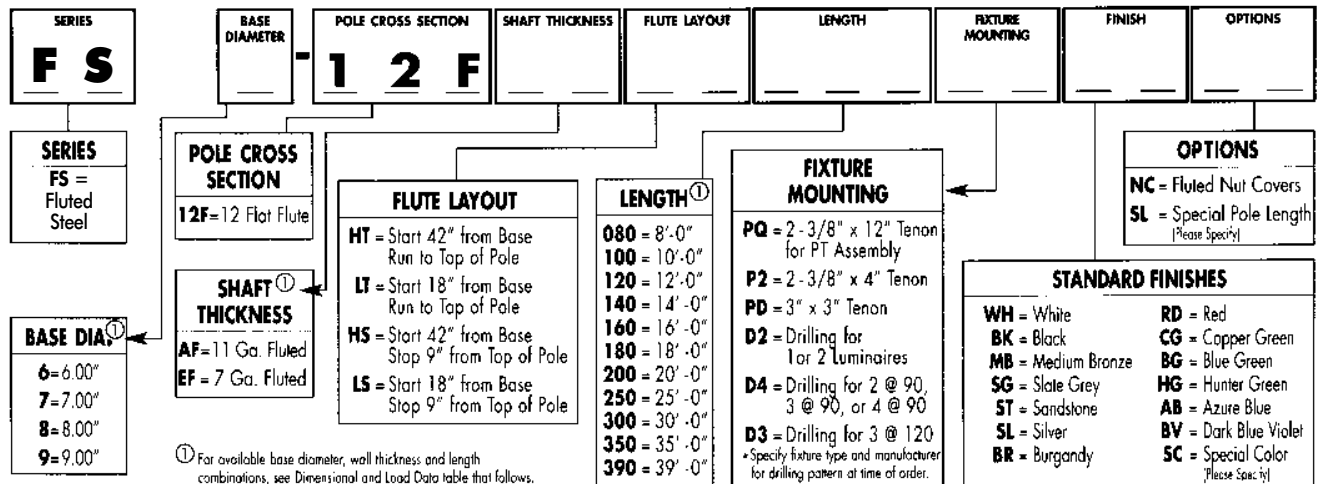 SERIES
F S
BASE DIAMETER
-
POLE CROSS SECTION
1 2 F
SHAFT THICKNESS
FLUTE LAYOUT
LENGTH
FIXTURE MOUNTING
FINISH
OPTIONS
SERIES
FS =
Fluted
Steel
BASE DIA. ①
6=6.00"
7=7.00"
8=8.00"
9=9.00"
POLE CROSS
SECTION
12F=12 Flat Flute
SHAFT ①
THICKNESS
AF=11 Ga. Fluted
EF = 7 Ga. Fluted
FLUTE LAYOUT
HT = Start 42" from Base
Run to Top of Pole
LT = Start 18" from Base
Run to Top of Pole
HS = Start 42" from Base
Stop 9" from Top of Pole
LS = Start 18" from Base
Stop 9" from Top of Pole
① For available base diameter, wall thickness and length
combinations, see Dimensional and Load Data table that follows.
LENGTH ①
080 = 8'-0"
100 = 10'-0"
120 = 12'-0"
140 = 14'-0"
160 = 16'-0"
180 = 18'-0"
200 = 20'-0"
250 = 25'-0"
300 = 30'-0"
350 = 35'-0"
390 = 39'-0"
FIXTURE
MOUNTING
PQ = 2-3/8" x 12" Tenon
for PT Assembly
P2 = 2-3/8" x 4" Tenon
PD = 3" x 3" Tenon
D2 = Drilling for
1or 2 luminaires
D4 = Drilling for 2 @ 90,
3 @ 90, or 4 @ 90
D3 = Drilling for 3 @ 120
*Specify fixture type and manufacturer
for drilling pattern at time of order.
OPTIONS
NC = Fluted Nut Covers
SL = Special Pole Length
(Please Specify)
STANDARD FINISHES
WH = White
BK = Black
MB = Medium Bronze
SG = Slate Grey
ST = Sandstone
SL = Silver
BR = Burgandy
RD = Red
CG = Copper Green
BG = Blue Green
HG = Hunter Green
AB = Azure Blue
BV = Dark Blue Violet
SC = Special Color
(Please Specify)